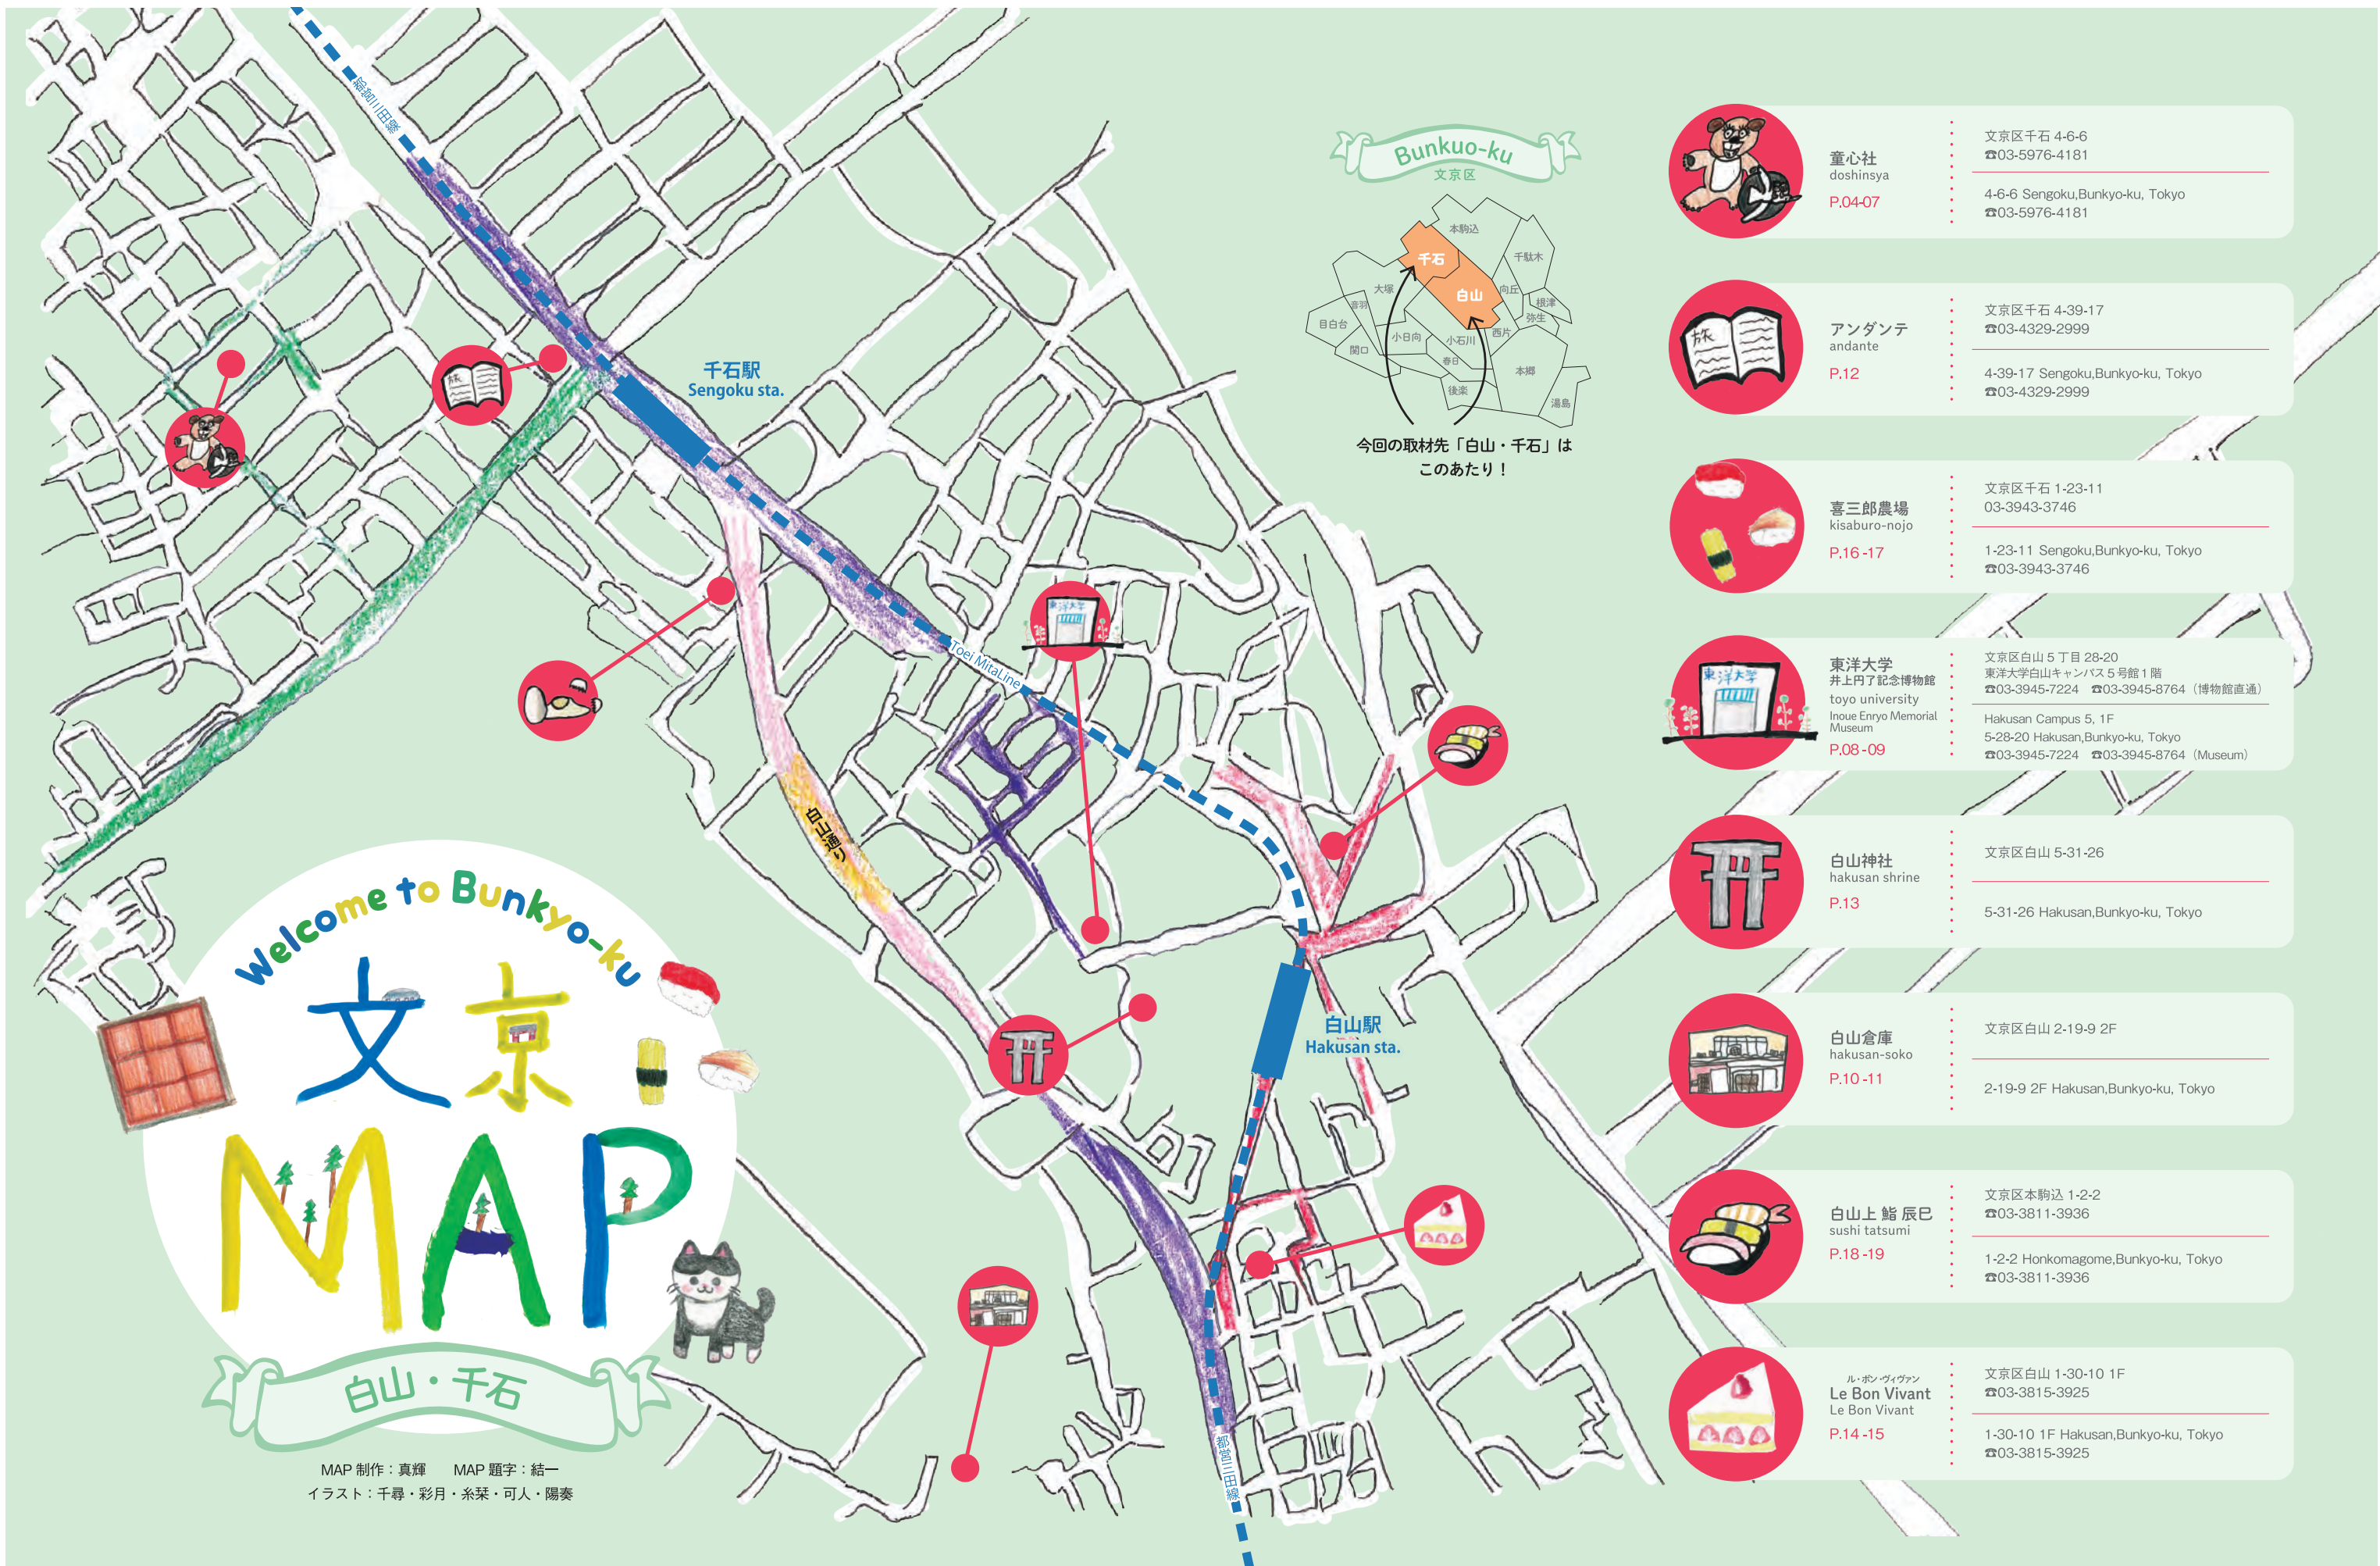 Welcome to Bunkyo-ku
文京
MAP
白山・千石
MAP 制作：真輝　MAP 題字：結一
イラスト：千尋・彩月・糸栞・可人・陽奏
都営三田線
千石駅
Sengoku sta.
旅
東洋大学
Toei MitaLine
白山通り
白山駅
Hakusan sta.
都営三田線
Bunkuo-ku
文京区
本駒込
千石
千駄木
大塚
白山
向丘
音羽
根津
目白台
弥生
小日向
小石川
西片
関口
春日
本郷
後楽
湯島
今回の取材先「白山・千石」は
このあたり！
童心社
doshinsya
P.04-07
文京区千石 4-6-6
☎03-5976-4181
4-6-6 Sengoku,Bunkyo-ku, Tokyo
☎03-5976-4181
旅
アンダンテ
andante
P.12
文京区千石 4-39-17
☎03-4329-2999
4-39-17 Sengoku,Bunkyo-ku, Tokyo
☎03-4329-2999
喜三郎農場
kisaburo-nojo
P.16 -17
文京区千石 1-23-11
03-3943-3746
1-23-11 Sengoku,Bunkyo-ku, Tokyo
☎03-3943-3746
東洋大学
東洋大学
井上円了記念博物館
toyo university
Inoue Enryo Memorial
Museum
P.08 -09
文京区白山 5 丁目 28-20
東洋大学白山キャンパス 5 号館 1 階
☎03-3945-7224　☎03-3945-8764（博物館直通）
Hakusan Campus 5, 1F
5-28-20 Hakusan,Bunkyo-ku, Tokyo
☎03-3945-7224　☎03-3945-8764（Museum）
白山神社
hakusan shrine
P.13
文京区白山 5-31-26
5-31-26 Hakusan,Bunkyo-ku, Tokyo
白山倉庫
hakusan-soko
P.10 -11
文京区白山 2-19-9 2F
2-19-9 2F Hakusan,Bunkyo-ku, Tokyo
白山上 鮨 辰巳
sushi tatsumi
P.18 -19
文京区本駒込 1-2-2
☎03-3811-3936
1-2-2 Honkomagome,Bunkyo-ku, Tokyo
☎03-3811-3936
ル・ボン・ヴィヴァン
Le Bon Vivant
Le Bon Vivant
P.14 -15
文京区白山 1-30-10 1F
☎03-3815-3925
1-30-10 1F Hakusan,Bunkyo-ku, Tokyo
☎03-3815-3925